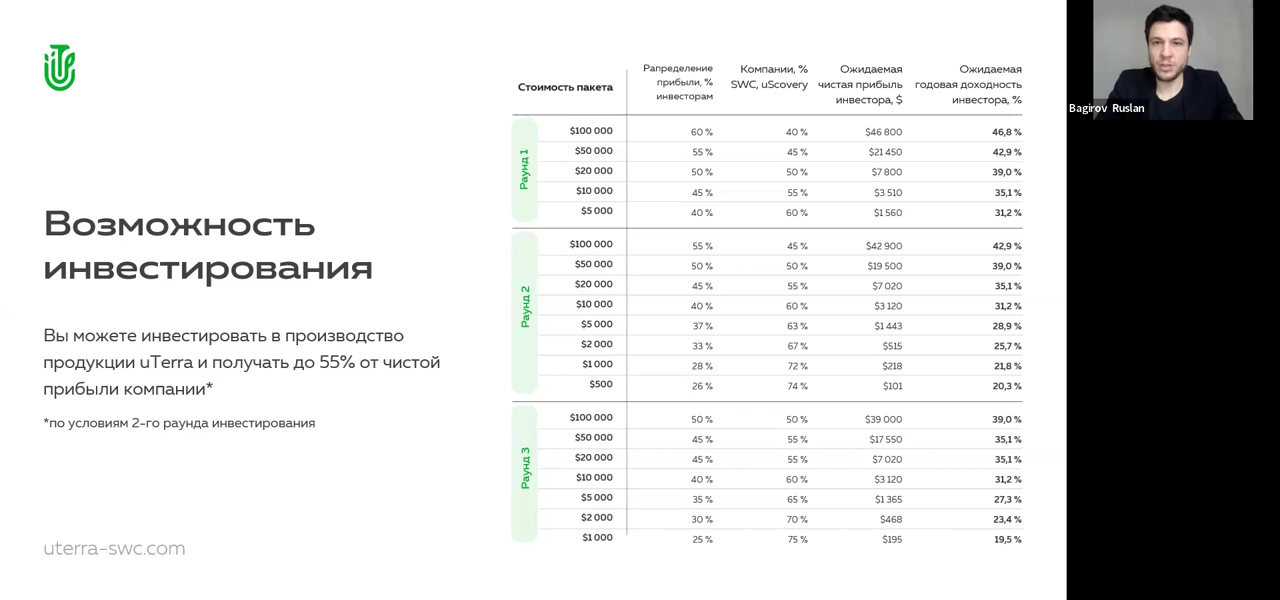 Возможность
инвестирования
Вы можете инвестировать в производство
продукции uTerra и получать до 55% от чистой
прибыли компании*
*по условиям 2-го раунда инвестирования
uterra-swc.com
Стоимость пакета
Рапределение
прибыли, %
инвесторам
Компании, %
SWC, uScovery
Ожидаемая
чистая прибыль
инвестора, $
Ожидаемая
годовая доходность
инвестора, %
Раунд 1
$100 000 60 % 40 % $46 800 46,8 %
$50 000 55 % 45 % $21 450 42,9 %
$20 000 50 % 50 % $7 800 39,0 %
$10 000 45 % 55 % $3 510 35,1 %
$5 000 40 % 60 % $1 560 31,2 %
Раунд 2
$100 000 55 % 45 % $42 900 42,9 %
$50 000 50 % 50 % $19 500 39,0 %
$20 000 45 % 55 % $7 020 35,1 %
$10 000 40 % 60 % $3 120 31,2 %
$5 000 37 % 63 % $1 443 28,9 %
$2 000 33 % 67 % $515 25,7 %
$1 000 28 % 72 % $218 21,8 %
$500 26 % 74 % $101 20,3 %
Раунд 3
$100 000 50 % 50 % $39 000 39,0 %
$50 000 45 % 55 % $17 550 35,1 %
$20 000 45 % 55 % $7 020 35,1 %
$10 000 40 % 60 % $3 120 31,2 %
$5 000 35 % 65 % $1 365 27,3 %
$2 000 30 % 70 % $468 23,4 %
$1 000 25 % 75 % $195 19,5 %
Bagirov Ruslan